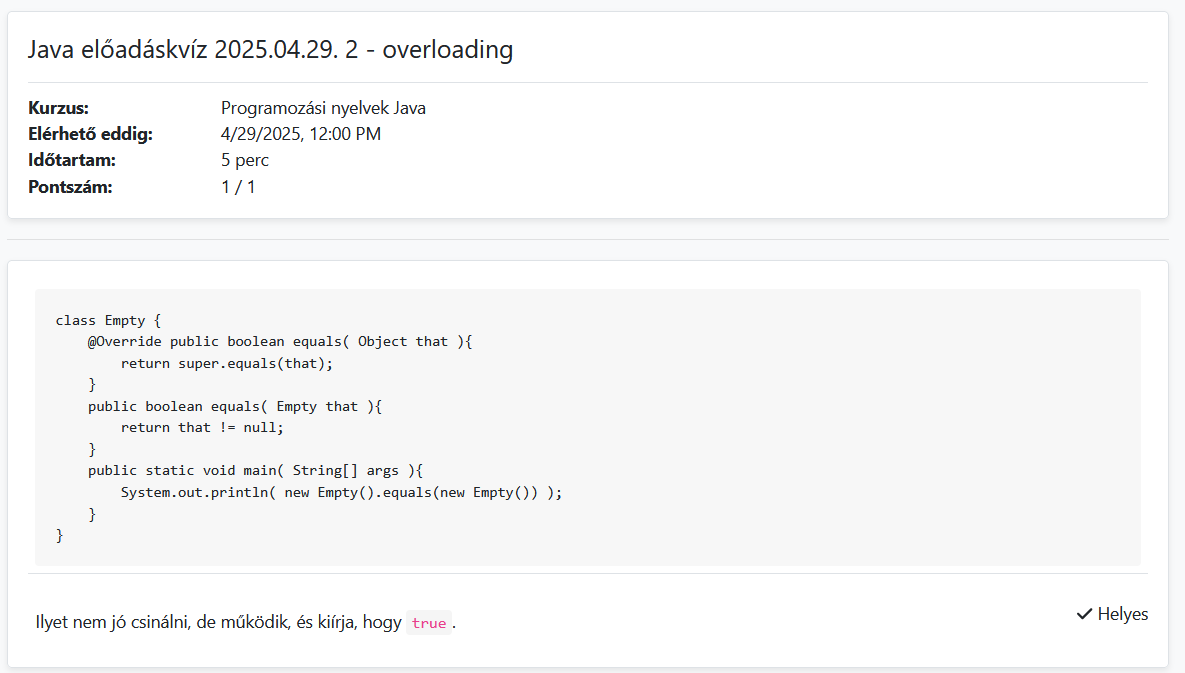 Java előadáskvíz 2025.04.29. 2 - overloading
Kurzus: Programozási nyelvek Java
Elérhető eddig: 4/29/2025, 12:00 PM
Időtartam: 5 perc
Pontszám: 1 / 1
class Empty {
    @Override public boolean equals( Object that ){
        return super.equals(that);
    }
    public boolean equals( Empty that ){
        return that != null;
    }
    public static void main( String[] args ){
        System.out.println( new Empty().equals(new Empty()) );
    }
}
Ilyet nem jó csinálni, de működik, és kiírja, hogy true.
✓ Helyes